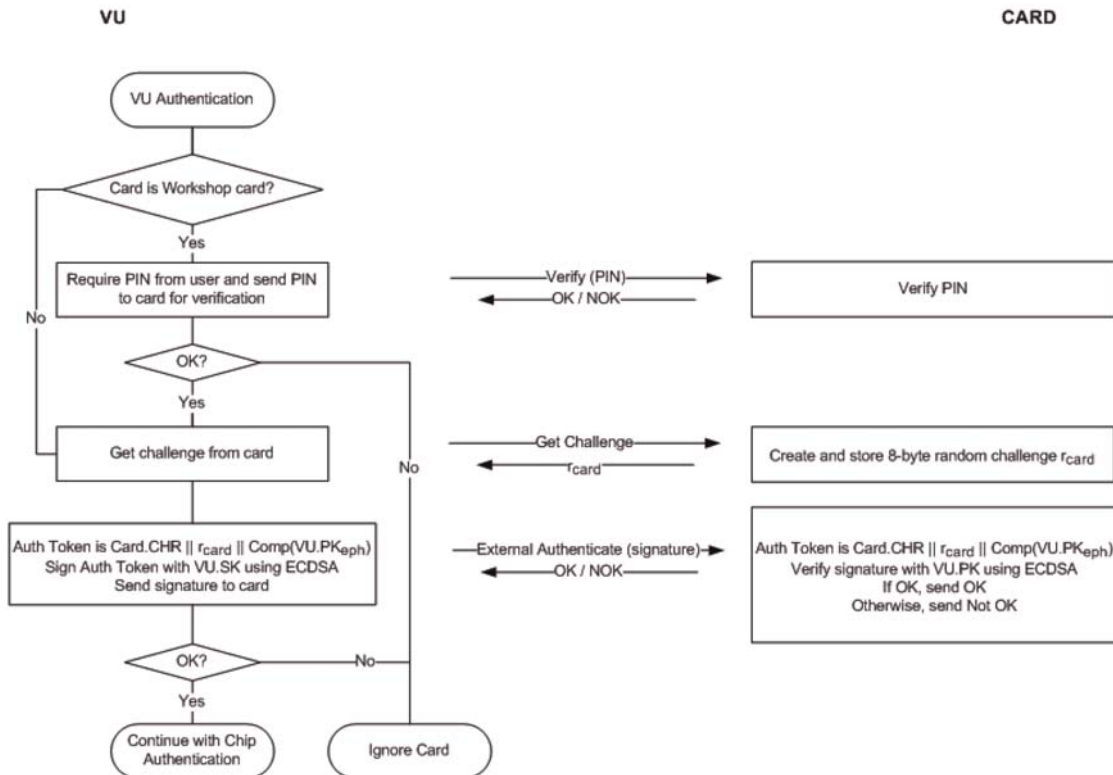 VU
CARD
VU Authentication
Card is Workshop card?
Yes
Require PIN from user and send PIN
to card for verification
Verify (PIN)
OK / NOK
Verify PIN
No
OK?
Yes
Get challenge from card
No
Get Challenge
rcard
Create and store 8-byte random challenge rcard
Auth Token is Card.CHR || rcard || Comp(VU.PKeph)
Sign Auth Token with VU.SK using ECDSA
Send signature to card
External Authenticate (signature)
OK / NOK
Auth Token is Card.CHR || rcard || Comp(VU.PKeph)
Verify signature with VU.PK using ECDSA
If OK, send OK
Otherwise, send Not OK
OK?
No
Yes
Continue with Chip
Authentication
Ignore Card